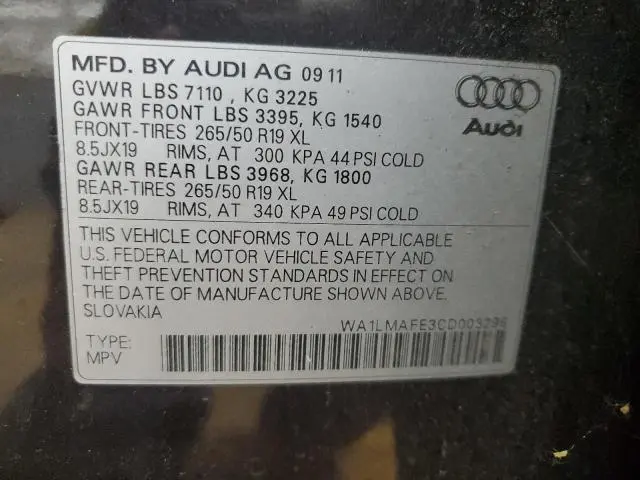 MFD. BY AUDI AG 09 11
GVWR LBS 7110 , KG 3225
GAWR FRONT LBS 3395, KG 1540
FRONT-TIRES 265/50 R19 XL
8.5JX19 RIMS, AT 300 KPA 44 PSI COLD
GAWR REAR LBS 3968, KG 1800
REAR-TIRES 265/50 R19 XL
8.5JX19 RIMS, AT 340 KPA 49 PSI COLD
Audi
THIS VEHICLE CONFORMS TO ALL APPLICABLE
U.S. FEDERAL MOTOR VEHICLE SAFETY AND
THEFT PREVENTION STANDARDS IN EFFECT ON
THE DATE OF MANUFACTURE SHOWN ABOVE.
SLOVAKIA
WA1LMAFE3CD003296
TYPE:
MPV